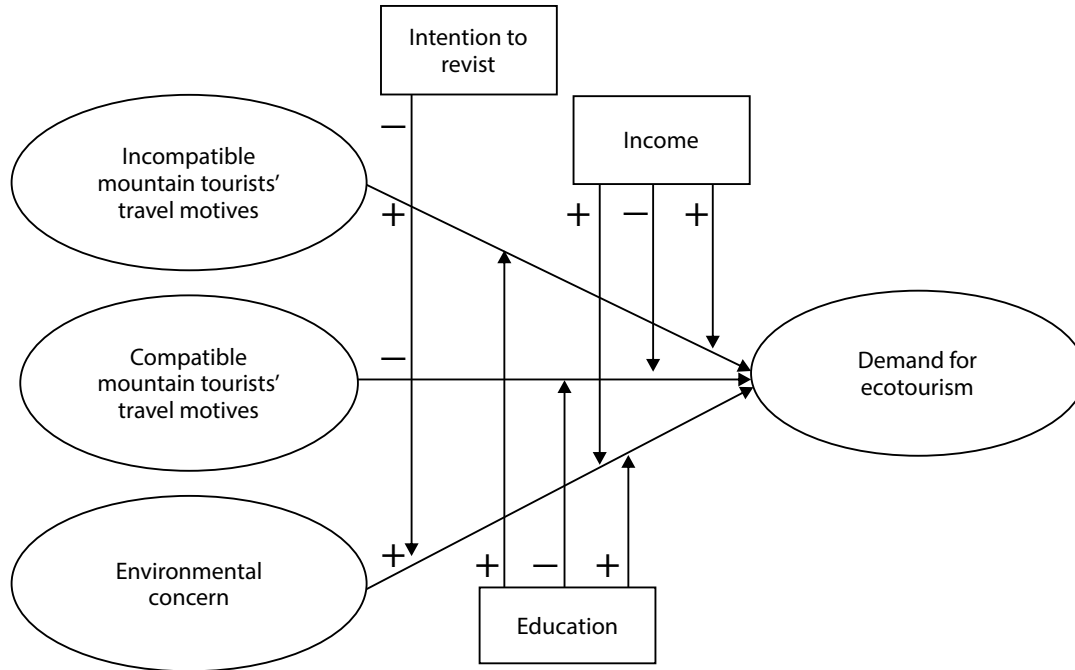 Intention to
revist
Income
Incompatible
mountain tourists’
travel motives
−
+
+
−
+
Compatible
mountain tourists’
travel motives
−
Demand for
ecotourism
Environmental
concern
+
+
−
+
Education